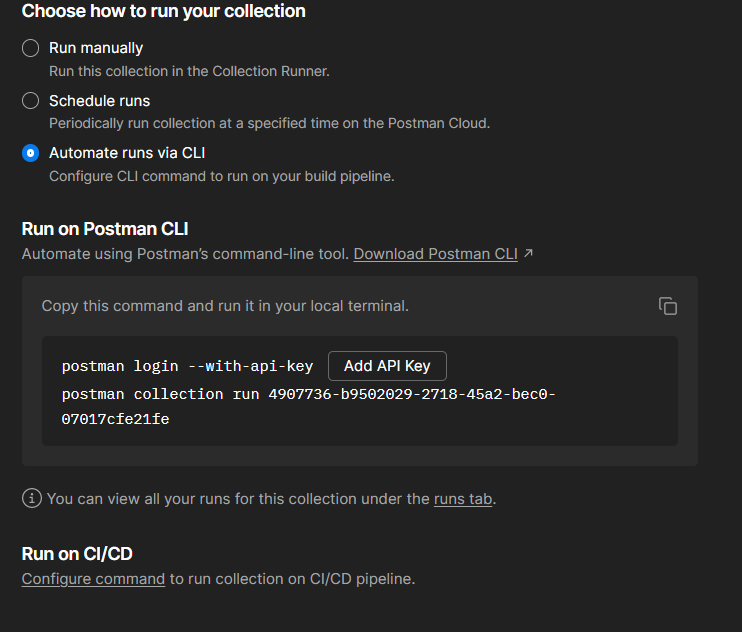 Choose how to run your collection
Run manually
Run this collection in the Collection Runner.
Schedule runs
Periodically run collection at a specified time on the Postman Cloud.
Automate runs via CLI
Configure CLI command to run on your build pipeline.
Run on Postman CLI
Automate using Postman's command-line tool. Download Postman CLI ↗
Copy this command and run it in your local terminal.
postman login --with-api-key Add API Key
postman collection run 4907736-b9502029-2718-45a2-bec0-
07017cfe21fe
You can view all your runs for this collection under the runs tab.
Run on CI/CD
Configure command to run collection on CI/CD pipeline.